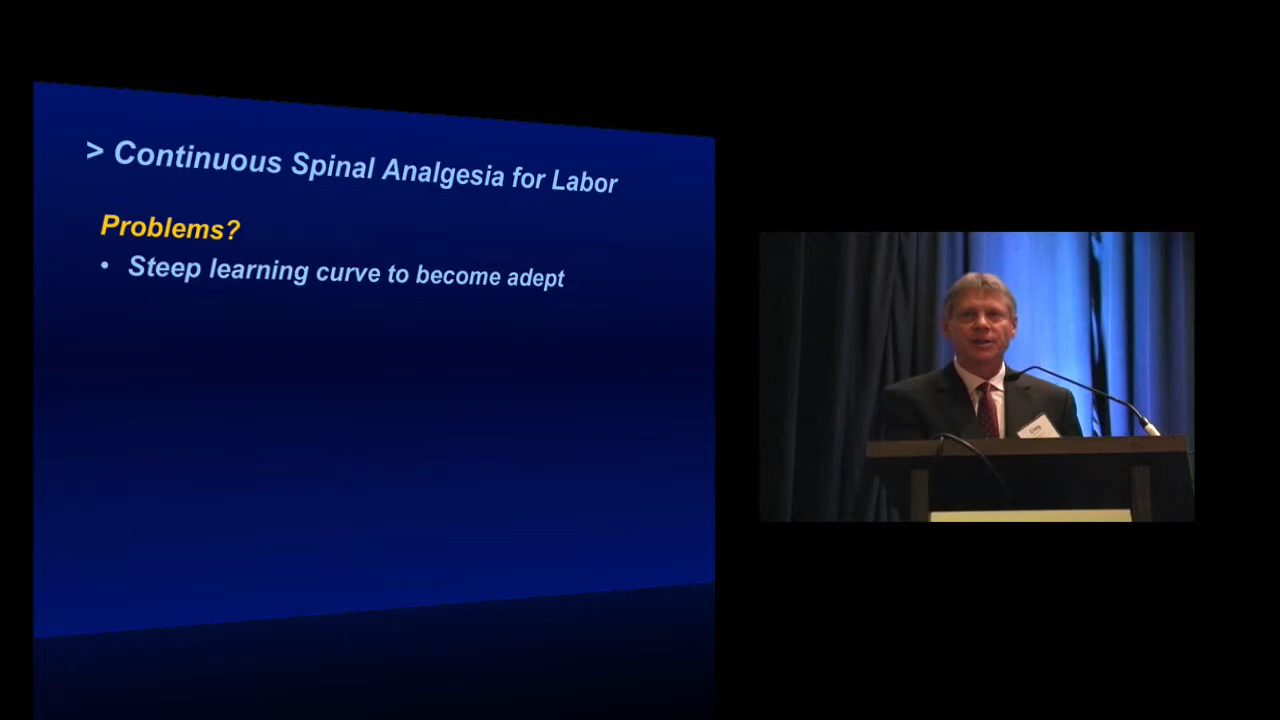 > Continuous Spinal Analgesia for Labor
Problems?
• Steep learning curve to become adept